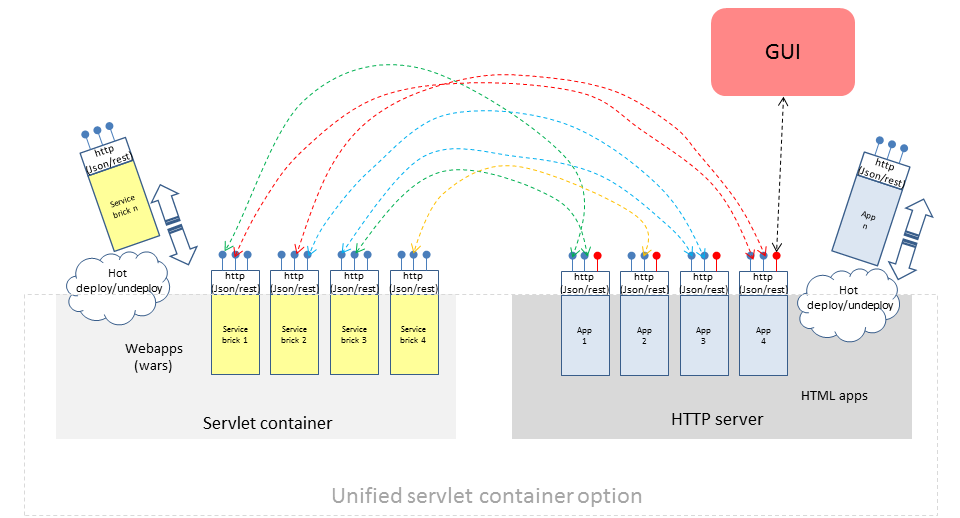 GUI
http
(Json/rest)
Service
brick n
Hot
deploy/undeploy
http
(Json/rest)
App
n
Hot
deploy/undeploy
http
(Json/rest)
Service
brick 1
http
(Json/rest)
Service
brick 2
http
(Json/rest)
Service
brick 3
http
(Json/rest)
Service
brick 4
http
(Json/rest)
App
1
http
(Json/rest)
App
2
http
(Json/rest)
App
3
http
(Json/rest)
App
4
Webapps
(wars)
HTML apps
Servlet container
HTTP server
Unified servlet container option